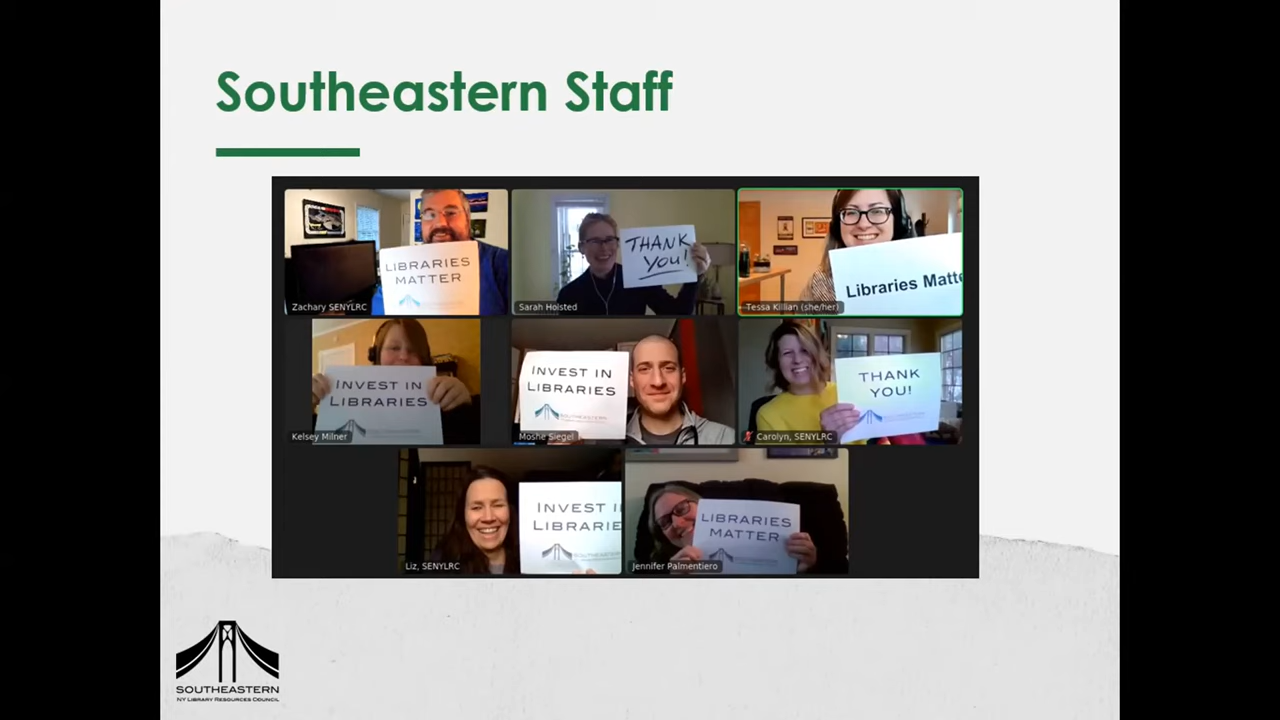 Southeastern Staff
LIBRARIES
MATTER
Zachary SENYLRC
THANK
YOU!
Sarah Holsted
Libraries Matte
Tessa Killian (she/her)
INVEST IN
LIBRARIES
Kelsey Milner
INVEST IN
LIBRARIES
SOUTHEASTERN
Moshe Siegel
THANK
YOU!
Carolyn, SENYLRC
INVEST I
LIBRARIE
SOUTHEASTERN
Liz, SENYLRC
LIBRARIES
MATTER
Jennifer Palmentiero
SOUTHEASTERN
NY LIBRARY RESOURCES COUNCIL